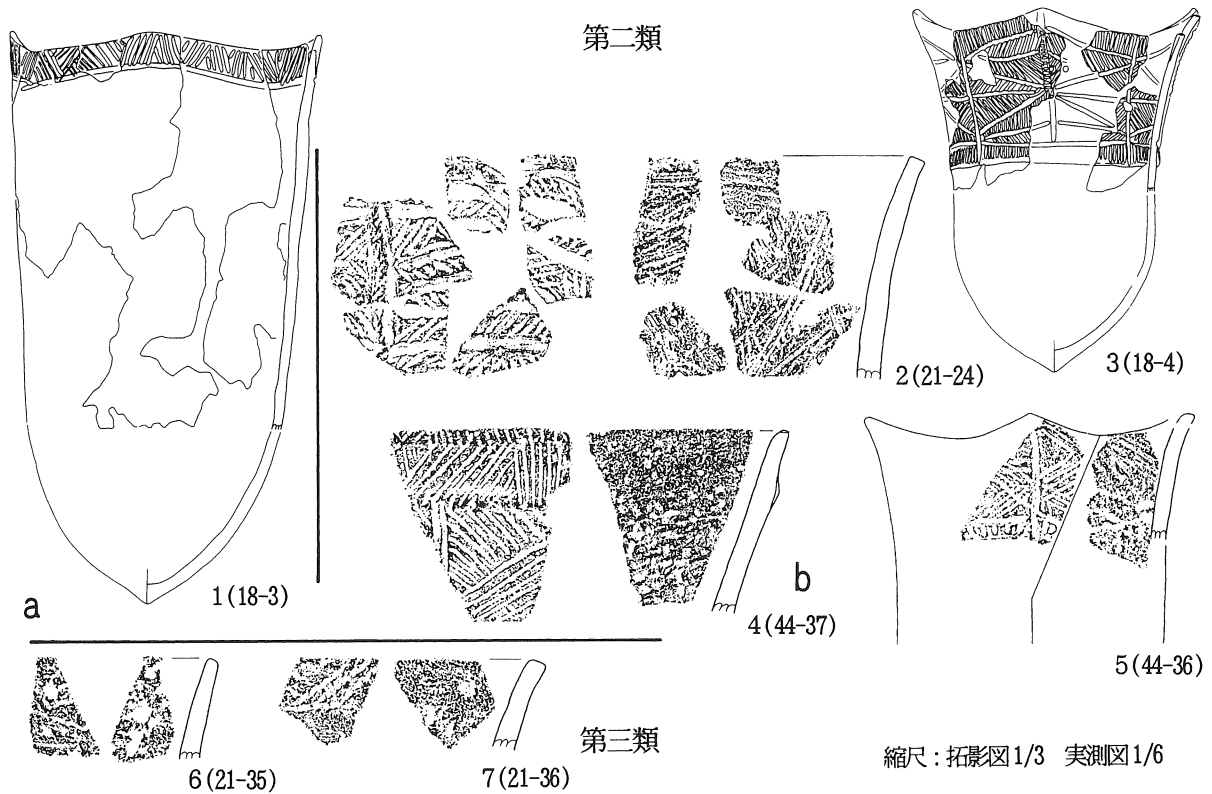 第二類
1(18-3)
a
2(21-24)
3(18-4)
4(44-37)
b
5(44-36)
6(21-35)
7(21-36)
第三類
縮尺：拓影図1/3　実測図1/6